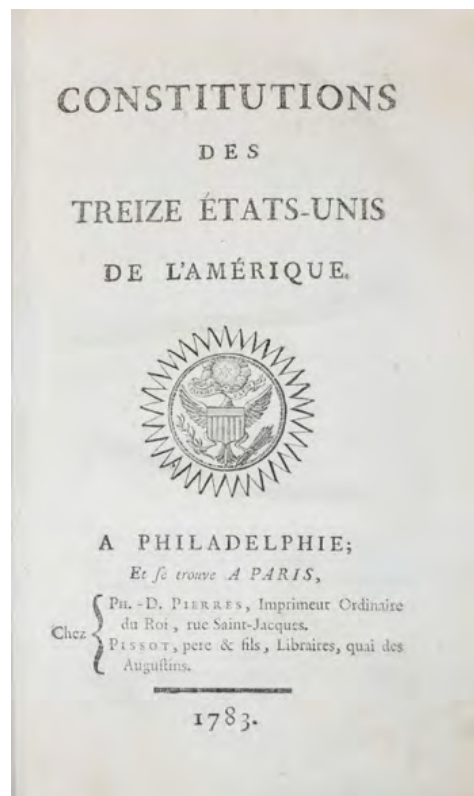 CONSTITUTIONS
DES
TREIZE ÉTATS-UNIS
DE L'AMÉRIQUE.
A PHILADELPHIE;
Et ſe trouve A PARIS,
Chez
PH.-D. PIERRES, Imprimeur Ordinaire
du Roi, rue Saint-Jacques.
PISSOT, pere & fils, Libraires, quai des
Auguſtins.
1783.